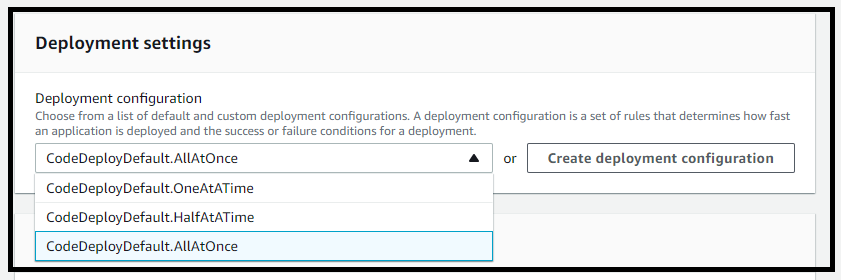 Deployment settings
Deployment configuration
Choose from a list of default and custom deployment configurations. A deployment configuration is a set of rules that determines how fast
an application is deployed and the success or failure conditions for a deployment.
CodeDeployDefault.AllAtOnce or Create deployment configuration
CodeDeployDefault.OneAtATime
CodeDeployDefault.HalfAtATime
CodeDeployDefault.AllAtOnce